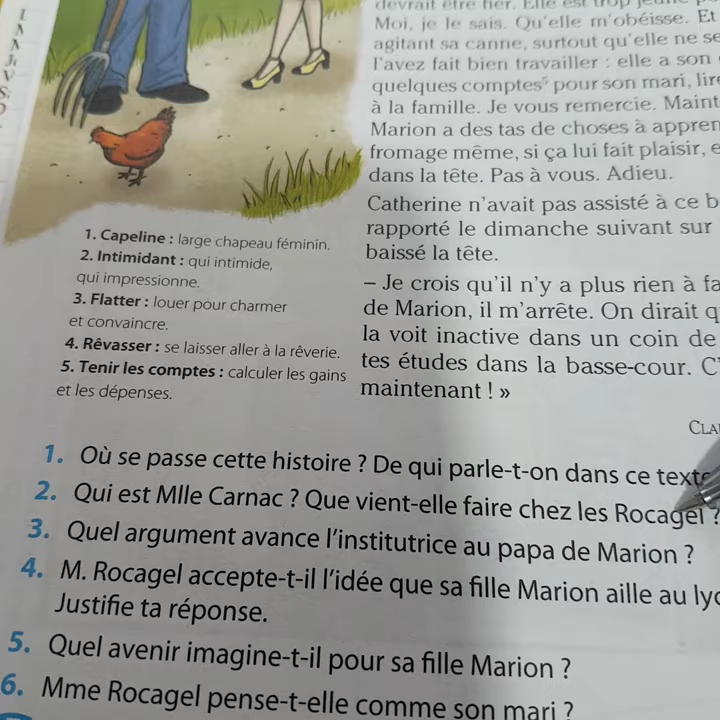 devrait être fier. Elle est trop jeune
Moi, je le sais. Qu'elle m'obéisse. Et
agitant sa canne, surtout qu'elle ne se
l'avez fait bien travailler : elle a son
quelques comptes⁵ pour son mari, lire
à la famille. Je vous remercie. Maint
Marion a des tas de choses à appren
fromage même, si ça lui fait plaisir, e
dans la tête. Pas à vous. Adieu.
Catherine n'avait pas assisté à ce b
rapporté le dimanche suivant sur
baissé la tête.
– Je crois qu'il n'y a plus rien à fa
de Marion, il m'arrête. On dirait q
la voit inactive dans un coin de
tes études dans la basse-cour. C'
maintenant ! »
CLA
1. Capeline : large chapeau féminin.
2. Intimidant : qui intimide,
qui impressionne.
3. Flatter : louer pour charmer
et convaincre.
4. Rêvasser : se laisser aller à la rêverie.
5. Tenir les comptes : calculer les gains
et les dépenses.
1. Où se passe cette histoire ? De qui parle-t-on dans ce texte
2. Qui est Mlle Carnac ? Que vient-elle faire chez les Rocagel ?
3. Quel argument avance l'institutrice au papa de Marion ?
4. M. Rocagel accepte-t-il l'idée que sa fille Marion aille au lyc
Justifie ta réponse.
5. Quel avenir imagine-t-il pour sa fille Marion ?
6. Mme Rocagel pense-t-elle comme son mari ?